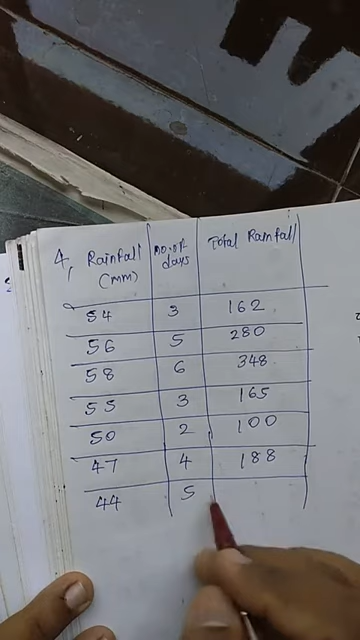 4, Rainfall (mm) no. of days Total Rainfall
54 3 162
56 5 280
58 6 348
55 3 165
50 2 100
47 4 188
44 5